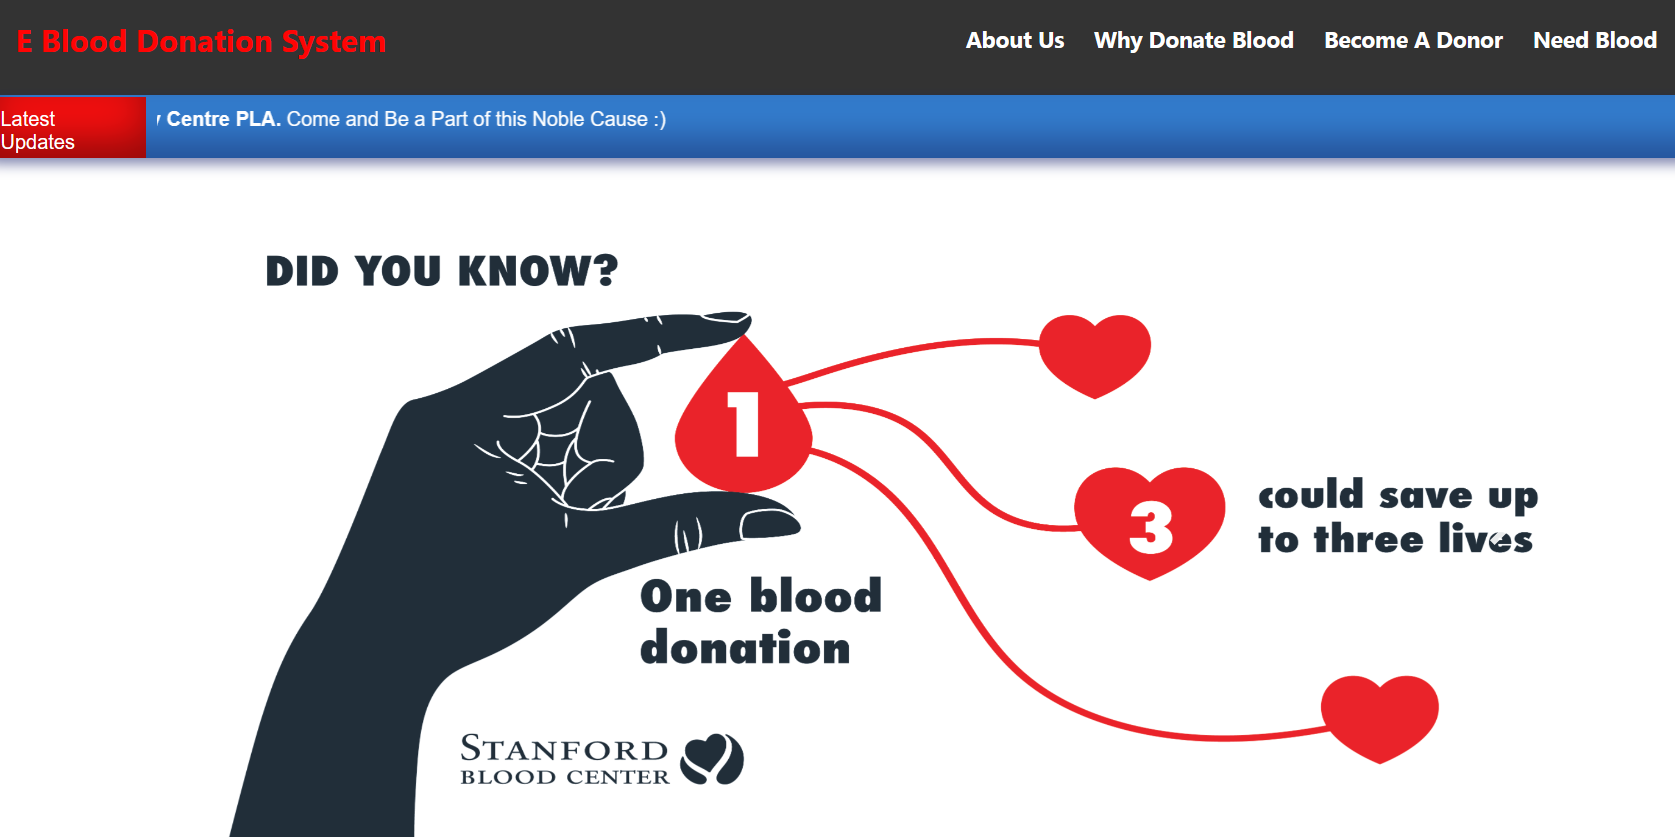 E Blood Donation System
About Us Why Donate Blood Become A Donor Need Blood
Latest
Updates
Centre PLA. Come and Be a Part of this Noble Cause :)
DID YOU KNOW?
1
3
could save up
to three lives
One blood
donation
STANFORD
BLOOD CENTER